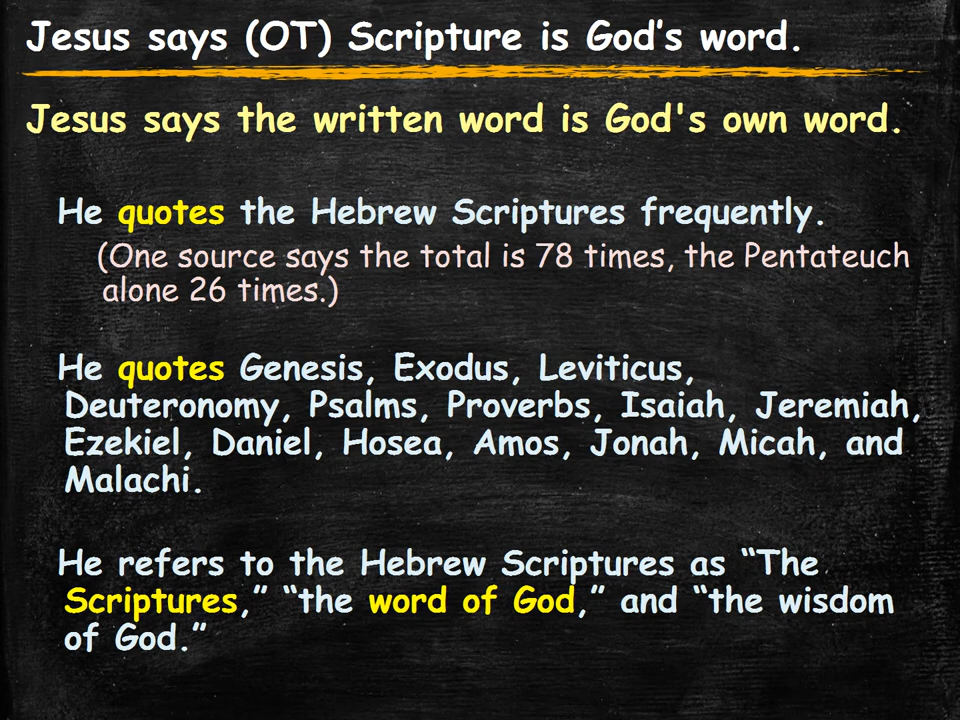 Jesus says (OT) Scripture is God’s word.
Jesus says the written word is God's own word.
He quotes the Hebrew Scriptures frequently.
(One source says the total is 78 times, the Pentateuch
alone 26 times.)
He quotes Genesis, Exodus, Leviticus,
Deuteronomy, Psalms, Proverbs, Isaiah, Jeremiah,
Ezekiel, Daniel, Hosea, Amos, Jonah, Micah, and
Malachi.
He refers to the Hebrew Scriptures as “The
Scriptures,” “the word of God,” and “the wisdom
of God.”